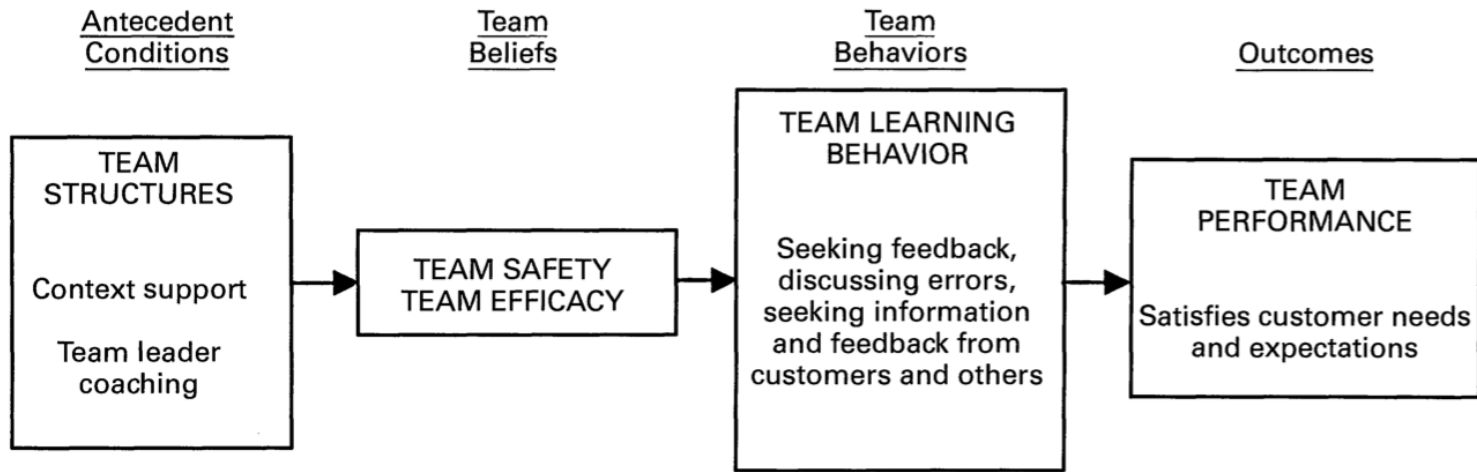 Antecedent
Conditions
Team
Beliefs
Team
Behaviors
Outcomes
TEAM
STRUCTURES
Context support
Team leader
coaching
TEAM SAFETY
TEAM EFFICACY
TEAM LEARNING
BEHAVIOR
Seeking feedback,
discussing errors,
seeking information
and feedback from
customers and others
TEAM
PERFORMANCE
Satisfies customer needs
and expectations